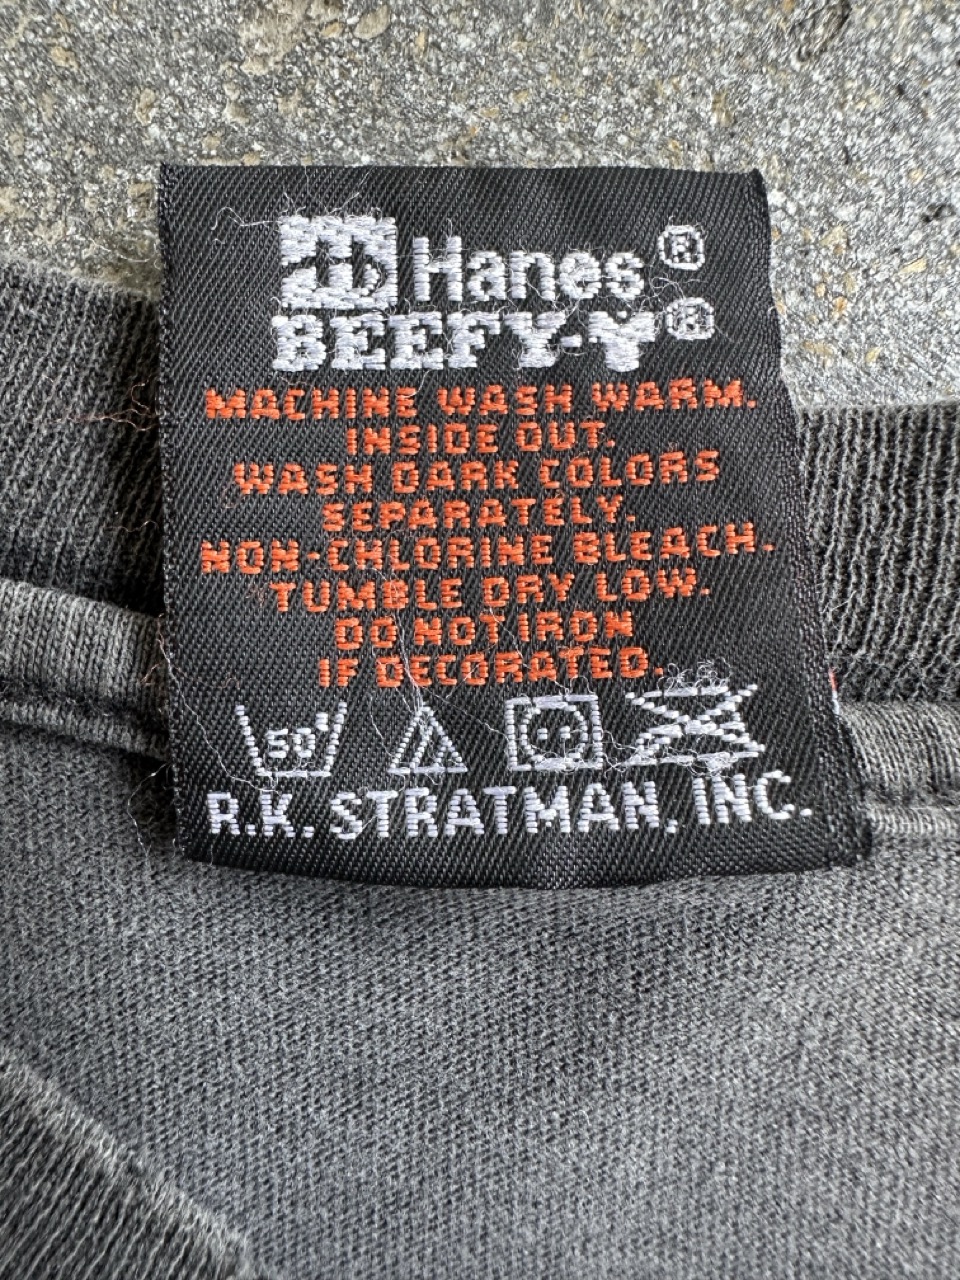 Hanes®
BEEFY-T®
MACHINE WASH WARM.
INSIDE OUT.
WASH DARK COLORS
SEPARATELY.
NON-CHLORINE BLEACH.
TUMBLE DRY LOW.
DO NOT IRON
IF DECORATED.
50°
R.K. STRATMAN, INC.